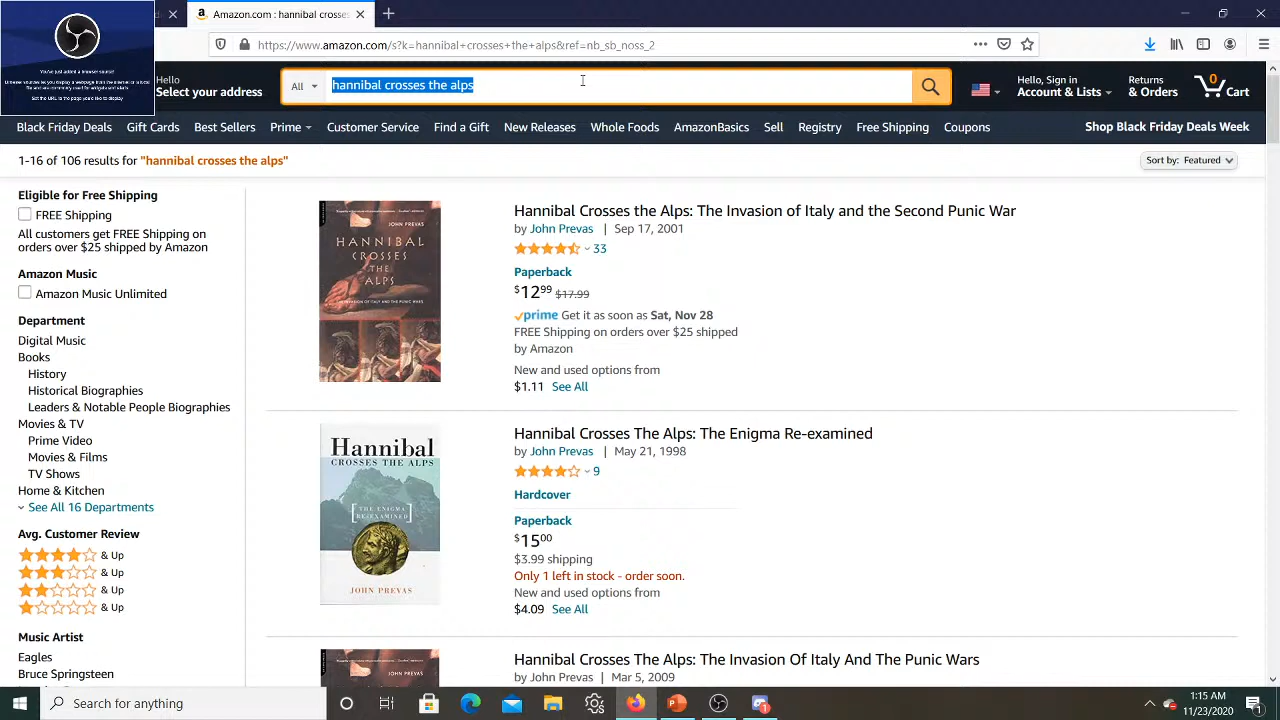 Amazon.com : hannibal crosses
https://www.amazon.com/s?k=hannibal+crosses+the+alps&ref=nb_sb_noss_2
You've just added a browser source!
Hello
Select your address
All
hannibal crosses the alps
Hello, Sign in
Account & Lists
Returns
& Orders
0
Cart
Black Friday Deals
Gift Cards
Best Sellers
Prime
Customer Service
Find a Gift
New Releases
Whole Foods
AmazonBasics
Sell
Registry
Free Shipping
Coupons
Shop Black Friday Deals Week
1-16 of 106 results for "hannibal crosses the alps"
Sort by: Featured
Eligible for Free Shipping
FREE Shipping
All customers get FREE Shipping on
orders over $25 shipped by Amazon
Amazon Music
Amazon Music Unlimited
Department
Digital Music
Books
History
Historical Biographies
Leaders & Notable People Biographies
Movies & TV
Prime Video
Movies & Films
TV Shows
Home & Kitchen
See All 16 Departments
Avg. Customer Review
& Up
& Up
& Up
& Up
Music Artist
Eagles
Bruce Springsteen
JOHN PREVAS
HANNIBAL
CROSSES
THE
ALPS
Hannibal Crosses the Alps: The Invasion of Italy and the Second Punic War
by John Prevas | Sep 17, 2001
33
Paperback
$12.99 $17.99
prime Get it as soon as Sat, Nov 28
FREE Shipping on orders over $25 shipped
by Amazon
New and used options from
$1.11 See All
Hannibal
CROSSES THE ALPS
[THE ENIGMA
RE-EXAMINED]
JOHN PREVAS
Hannibal Crosses The Alps: The Enigma Re-examined
by John Prevas | May 21, 1998
9
Hardcover
Paperback
$15.00
$3.99 shipping
Only 1 left in stock - order soon.
New and used options from
$4.09 See All
JOHN PREVAS
Hannibal Crosses The Alps: The Invasion Of Italy And The Punic Wars
by John Prevas | Mar 5, 2009
Search for anything
1:15 AM
11/23/2020